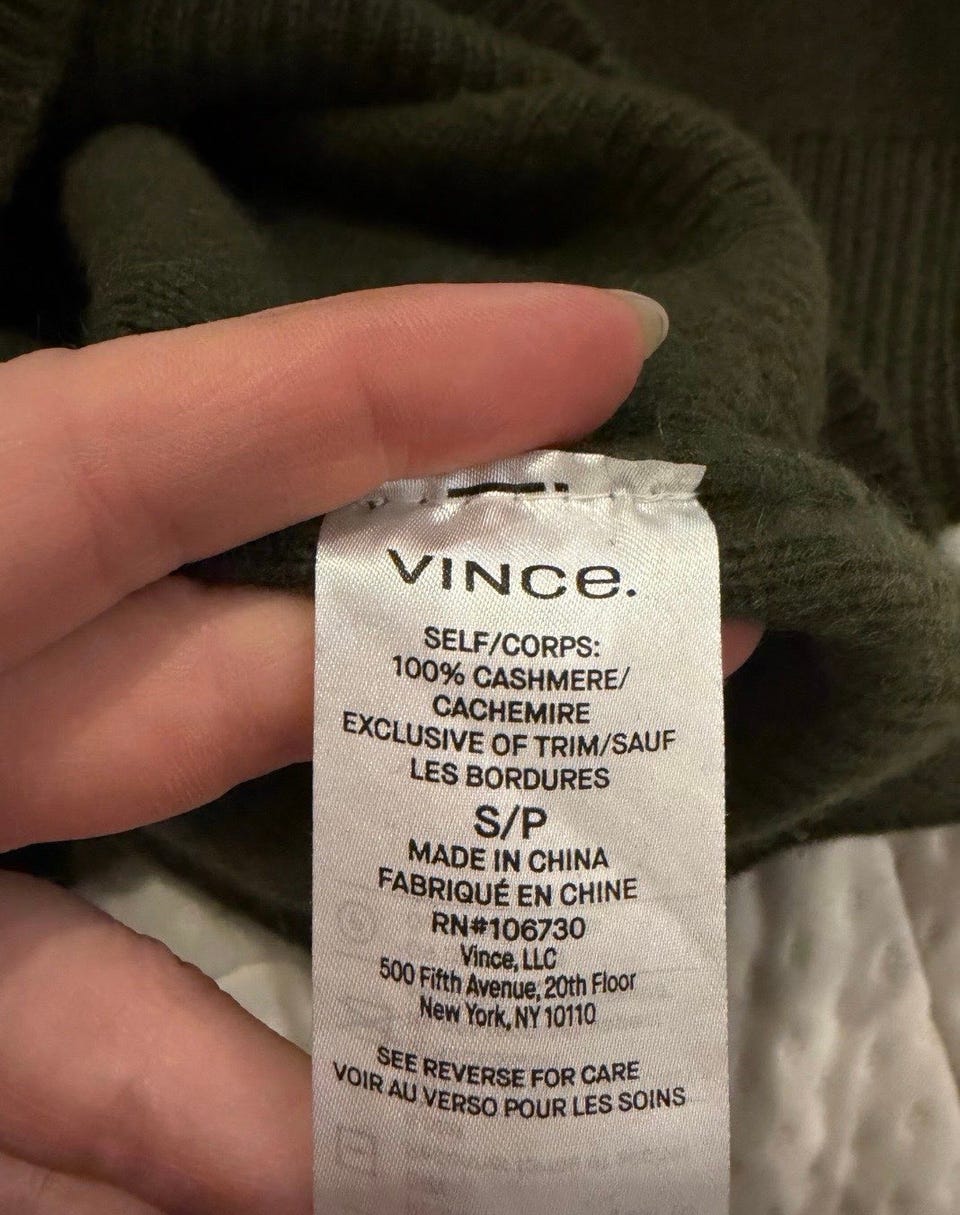 VINCe.
SELF/CORPS:
100% CASHMERE/
CACHEMIRE
EXCLUSIVE OF TRIM/SAUF
LES BORDURES
S/P
MADE IN CHINA
FABRIQUÉ EN CHINE
RN#106730
Vince, LLC
500 Fifth Avenue, 20th Floor
New York, NY 10110
SEE REVERSE FOR CARE
VOIR AU VERSO POUR LES SOINS